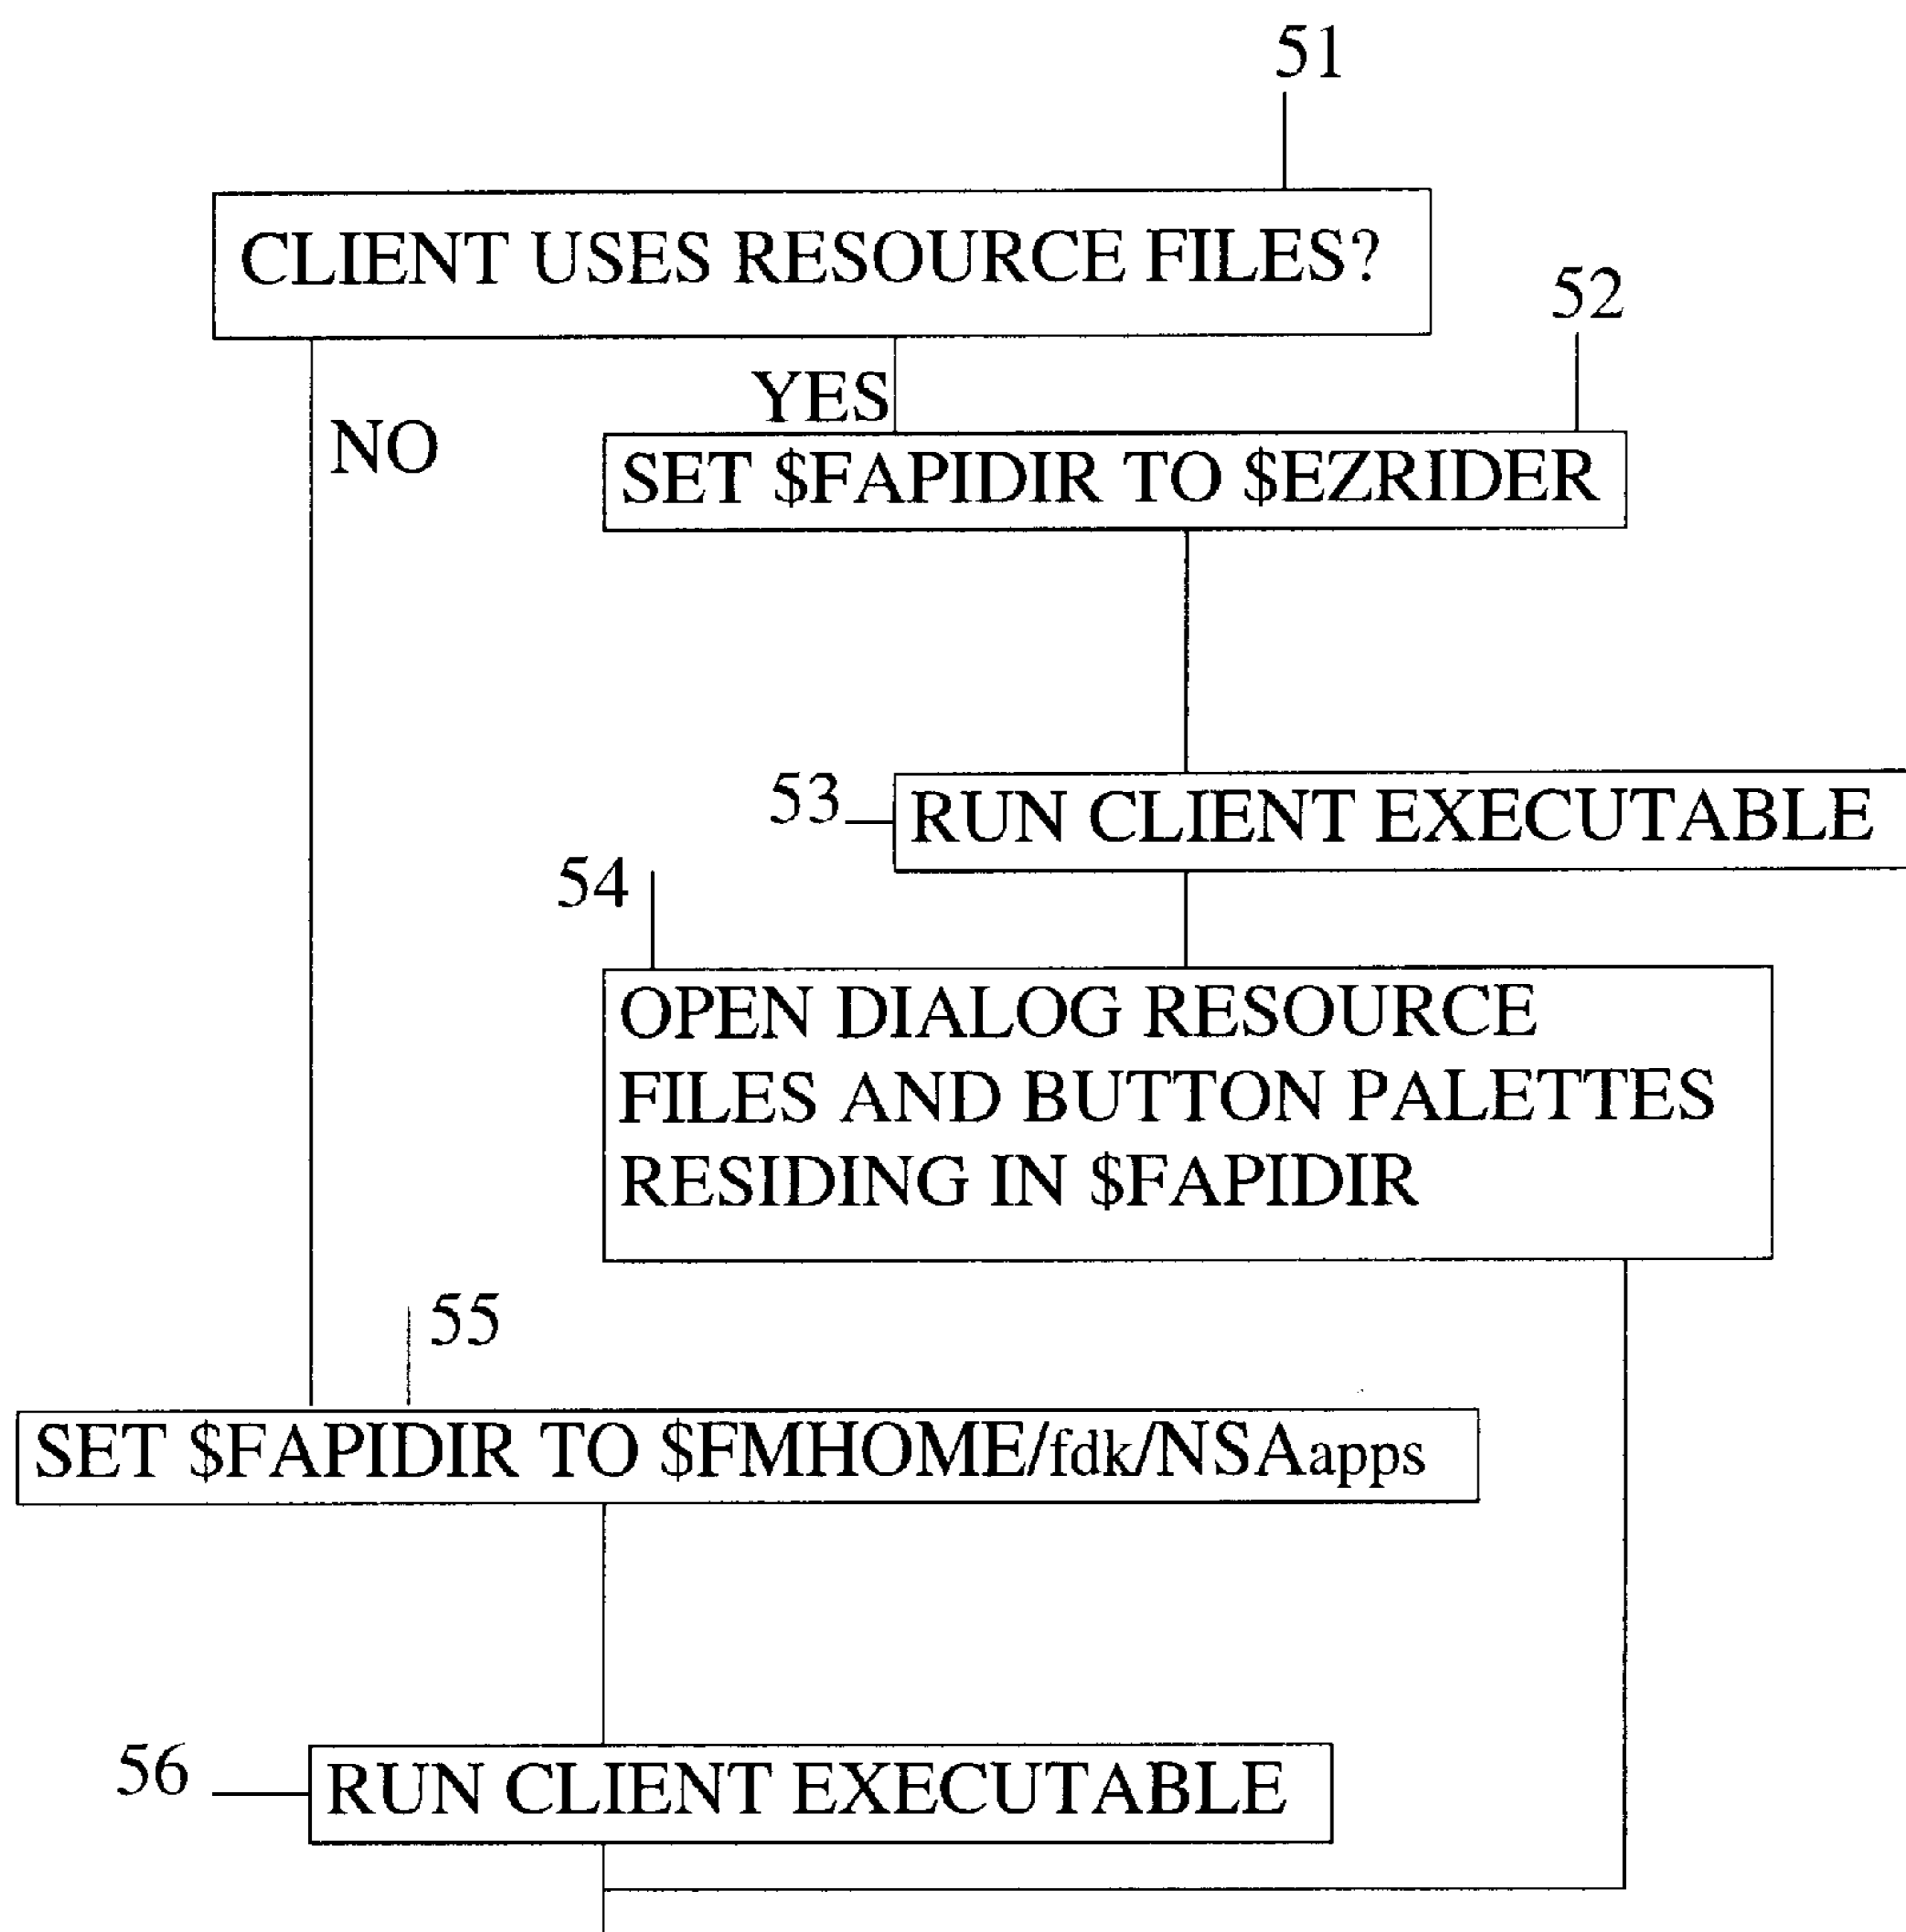 51
CLIENT USES RESOURCE FILES?
52
YES
NO
SET $FAPIDIR TO $EZRIDER
53
RUN CLIENT EXECUTABLE
54
OPEN DIALOG RESOURCE
FILES AND BUTTON PALETTES
RESIDING IN $FAPIDIR
55
SET $FAPIDIR TO $FMHOME/fdk/NSAapps
56
RUN CLIENT EXECUTABLE